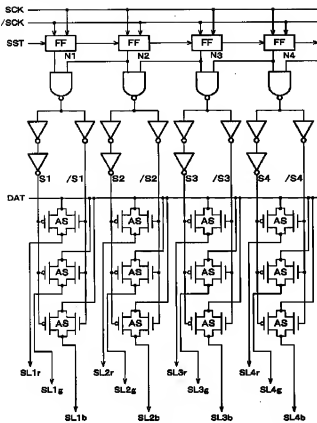 SCK
/SCK
SST FF FF FF FF
N1 N2 N3 N4
S1 /S1 S2 /S2 S3 /S3 S4 /S4
DAT
AS AS AS AS
AS AS AS AS
AS AS AS AS
SL1r SL2r SL3r SL4r
SL1g SL2g SL3g SL4g
SL1b SL2b SL3b SL4b